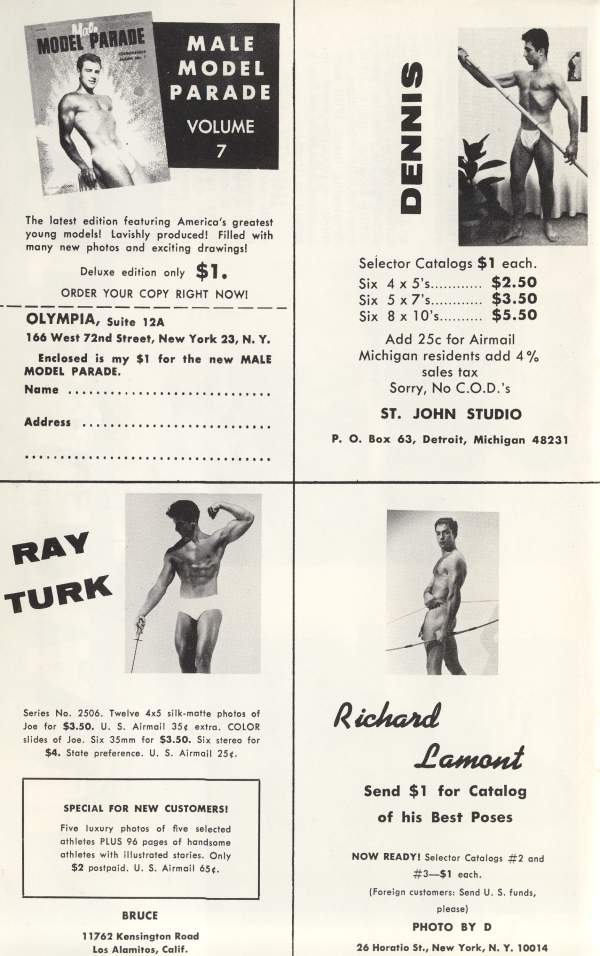 Male
MODEL PARADE
MALE
MODEL
PARADE
VOLUME
7
The latest edition featuring America's greatest
young models! Lavishly produced! Filled with
many new photos and exciting drawings!
Deluxe edition only $1.
ORDER YOUR COPY RIGHT NOW!
OLYMPIA, Suite 12A
166 West 72nd Street, New York 23, N. Y.
Enclosed is my $1 for the new MALE
MODEL PARADE.
Name ..............................
Address ............................
...................................
DENNIS
Selector Catalogs $1 each.
Six 4 x 5's............ $2.50
Six 5 x 7's............ $3.50
Six 8 x 10's.......... $5.50
Add 25c for Airmail
Michigan residents add 4%
sales tax
Sorry, No C.O.D.'s
ST. JOHN STUDIO
P. O. Box 63, Detroit, Michigan 48231
RAY
TURK
Series No. 2506. Twelve 4x5 silk-matte photos of
Joe for $3.50. U. S. Airmail 35¢ extra. COLOR
slides of Joe. Six 35mm for $3.50. Six stereo for
$4. State preference. U. S. Airmail 25¢.
SPECIAL FOR NEW CUSTOMERS!
Five luxury photos of five selected
athletes PLUS 96 pages of handsome
athletes with illustrated stories. Only
$2 postpaid. U. S. Airmail 65¢.
BRUCE
11762 Kensington Road
Los Alamitos, Calif.
Richard
Lamont
Send $1 for Catalog
of his Best Poses
NOW READY! Selector Catalogs #2 and
#3—$1 each.
(Foreign customers: Send U. S. funds,
please)
PHOTO BY D
26 Horatio St., New York, N. Y. 10014